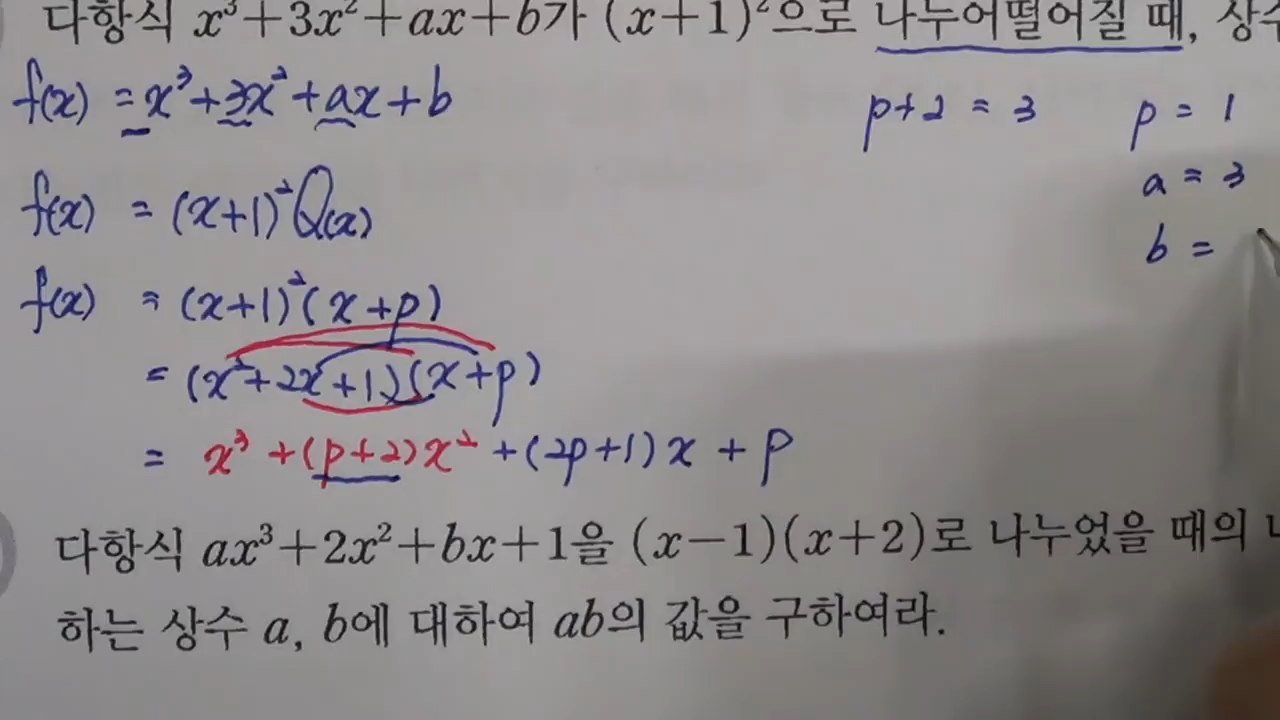 다항식 x³+3x²+ax+b가 (x+1)²으로 나누어떨어질 때, 상수
f(x) = x³+3x²+ax+b
p+2 = 3
p = 1
a = 3
b =
f(x) = (x+1)²Q(x)
f(x) = (x+1)²(x+p)
= (x²+2x+1)(x+p)
= x³+(p+2)x²+(2p+1)x+p
다항식 ax³+2x²+bx+1을 (x-1)(x+2)로 나누었을 때의
하는 상수 a, b에 대하여 ab의 값을 구하여라.